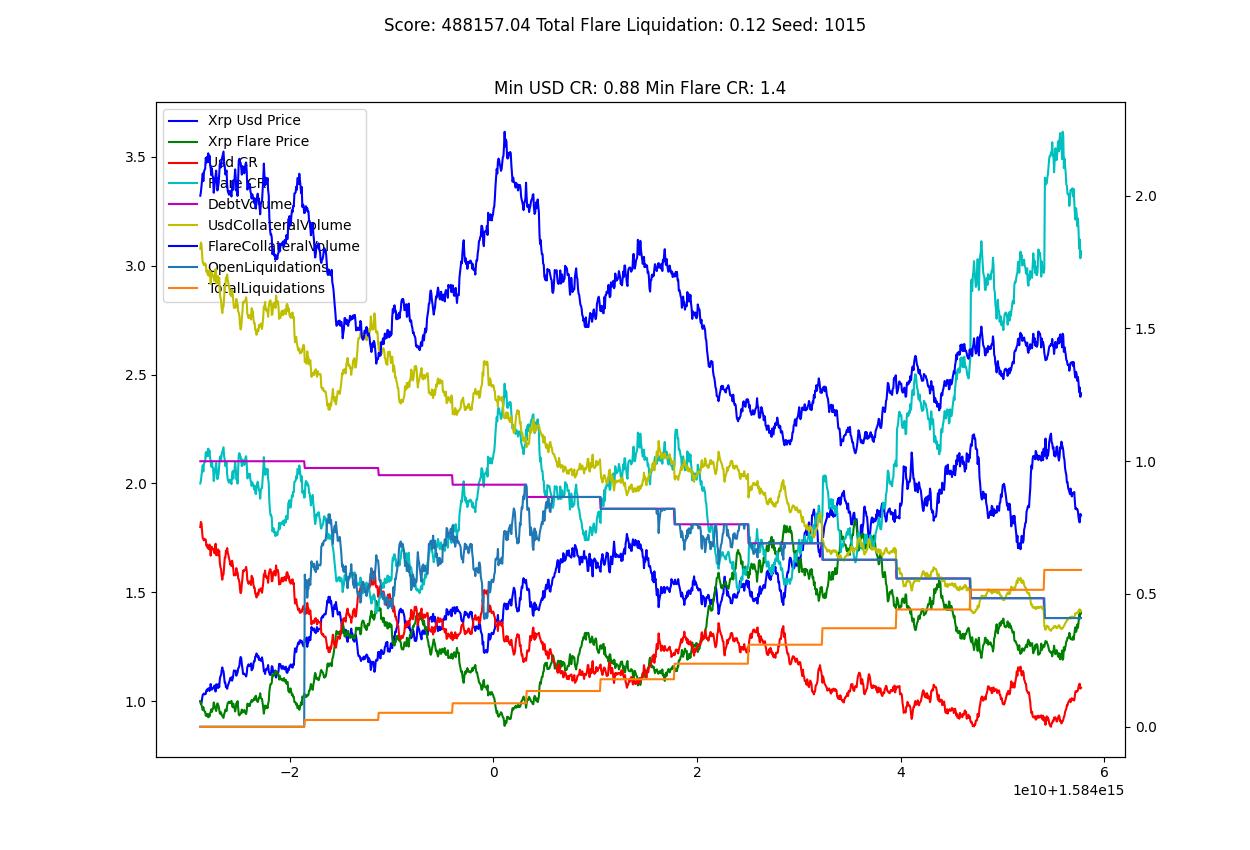 Score: 488157.04 Total Flare Liquidation: 0.12 Seed: 1015
Min USD CR: 0.88 Min Flare CR: 1.4
Xrp Usd Price
Xrp Flare Price
Usd CR
Flare CR
DebtVolume
UsdCollateralVolume
FlareCollateralVolume
OpenLiquidations
TotalLiquidations
3.5
3.0
2.5
2.0
1.5
1.0
2.0
1.5
1.0
0.5
0.0
−2
0
2
4
6
1e10+1.584e15